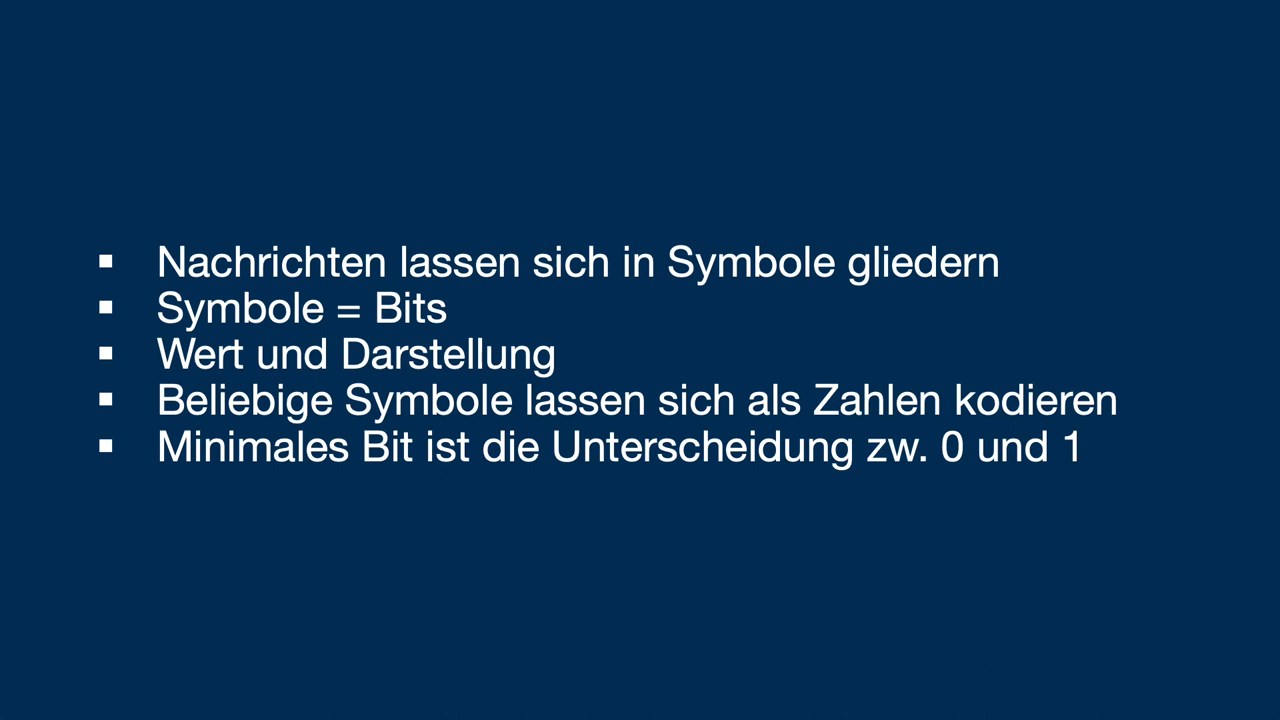 ▪ Nachrichten lassen sich in Symbole gliedern
▪ Symbole = Bits
▪ Wert und Darstellung
▪ Beliebige Symbole lassen sich als Zahlen kodieren
▪ Minimales Bit ist die Unterscheidung zw. 0 und 1